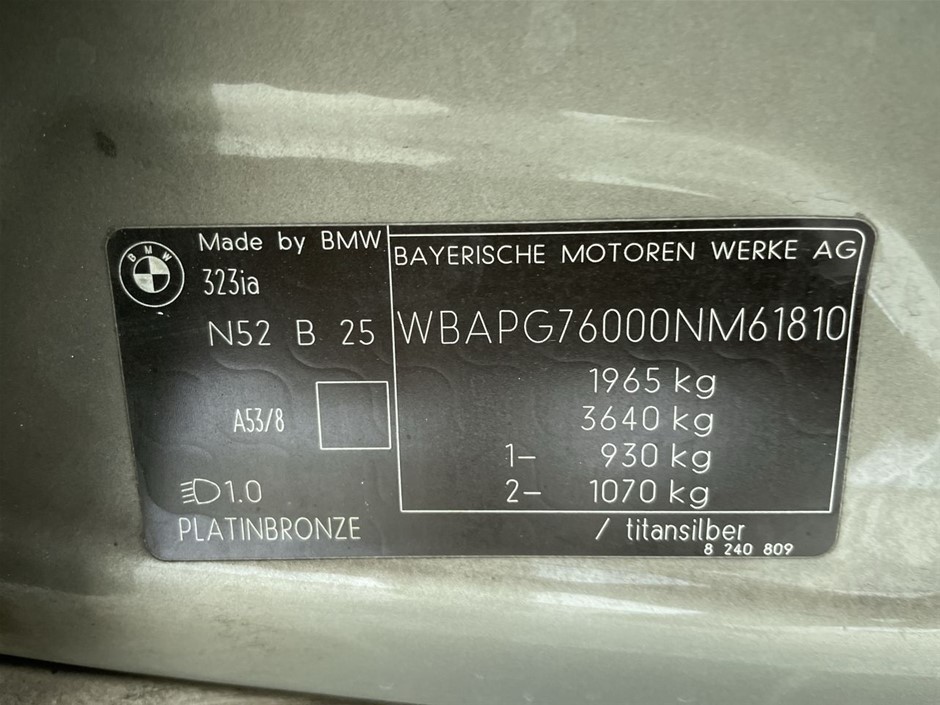 BMW
Made by BMW
323ia
N52 B 25
A53/8
1.0
PLATINBRONZE
BAYERISCHE MOTOREN WERKE AG
WBAPG76000NM61810
1965 kg
3640 kg
1- 930 kg
2- 1070 kg
/ titansilber
8 240 809